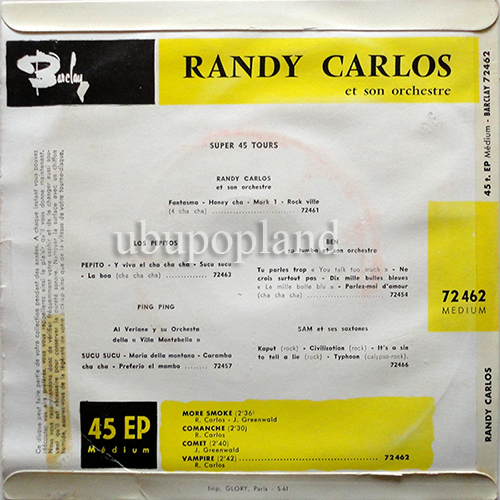 Barclay
RANDY CARLOS
et son orchestre
45 t. EP Médium - BARCLAY 72462
SUPER 45 TOURS
RANDY CARLOS
et son orchestre
Fantasma - Honey cha - Mark 1 - Rock ville
(4 cha cha) 72461
ubupopland
LOS PEPITOS
PEPITO - Y viva el cha cha cha - Sucu sucu
- La boa (cha cha cha) 72463
BEN
et son orchestre
Tu parles trop « You talk too much » - Ne
crois surtout pas - Dix mille bulles bleues
« Le mille bolle blu » - Parlez-moi d'amour
(cha cha cha) 72454
PING PING
Al Verlane y su Orchesta
della « Villa Montebello »
SUCU SUCU - Maria della montana - Caramba
cha cha - Preferio el mambo 72457
SAM et ses saxtones
Kaput (rock) - Civilization (rock) - It's a sin
to tell a lie (rock) - Typhoon (calypso-rock)
72466
72462
MEDIUM
RANDY CARLOS
45 EP
Médium
MORE SMOKE (2'36)
R. Carlos - J. Greenwald
COMANCHE (2'30)
R. Carlos
COMET (2'40)
J. Greenwald
VAMPIRE (2'42) 72462
R. Carlos
Imp. GLORY, Paris - 5-61